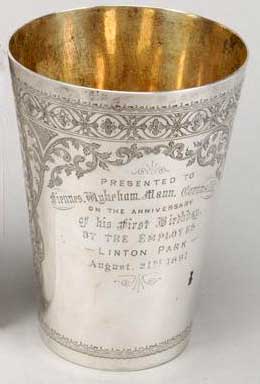 PRESENTED TO
Fiennes, Wykeham, Mann,
ON THE ANNIVERSARY
of his First Birthday
BY THE EMPLOYES
LINTON PARK
August, 21ST 1891